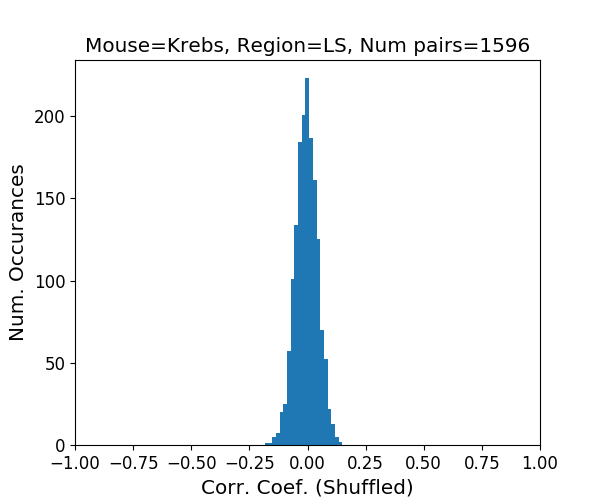 Mouse=Krebs, Region=LS, Num pairs=1596
Num. Occurances
200
150
100
50
0
−1.00 −0.75 −0.50 −0.25 0.00 0.25 0.50 0.75 1.00
Corr. Coef. (Shuffled)